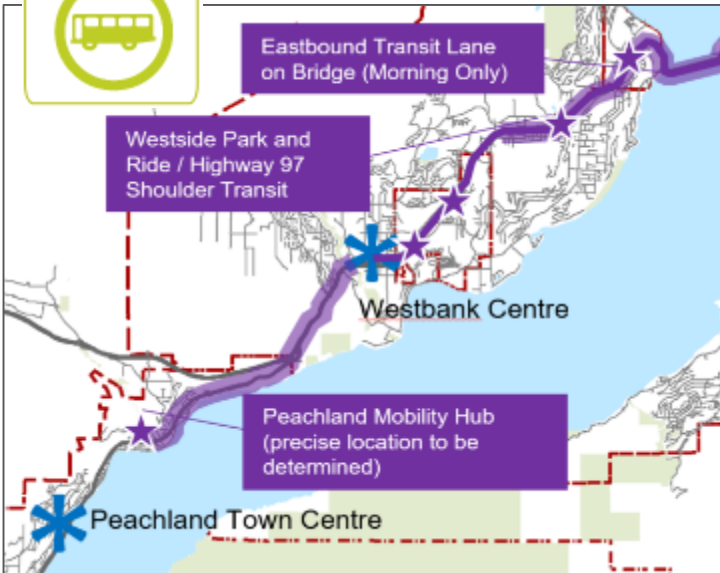 Eastbound Transit Lane
on Bridge (Morning Only)
Westside Park and
Ride / Highway 97
Shoulder Transit
Westbank Centre
Peachland Mobility Hub
(precise location to be
determined)
Peachland Town Centre